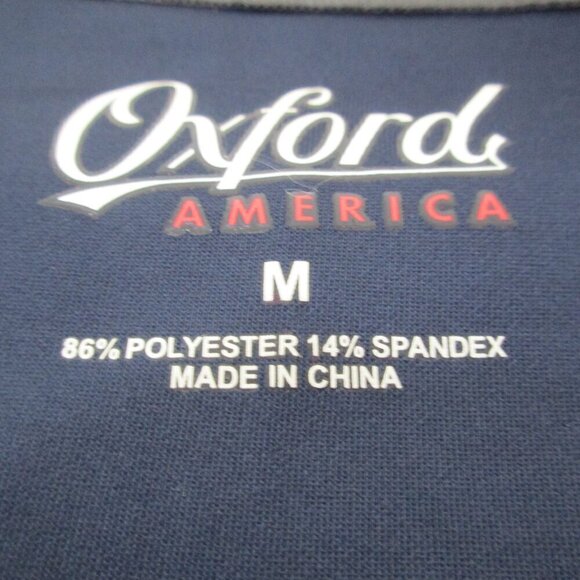 Oxford
AMERICA
M
86% POLYESTER 14% SPANDEX
MADE IN CHINA